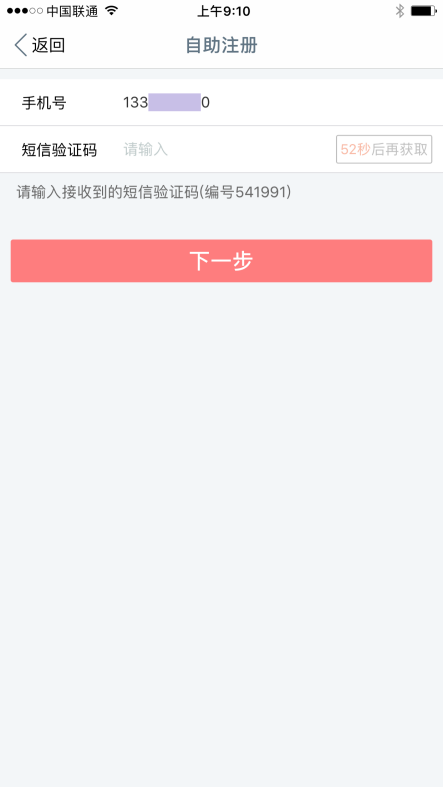 中国联通 上午9:10
返回 自助注册
手机号 133 0
短信验证码 请输入 52秒后再获取
请输入接收到的短信验证码(编号541991)
下一步